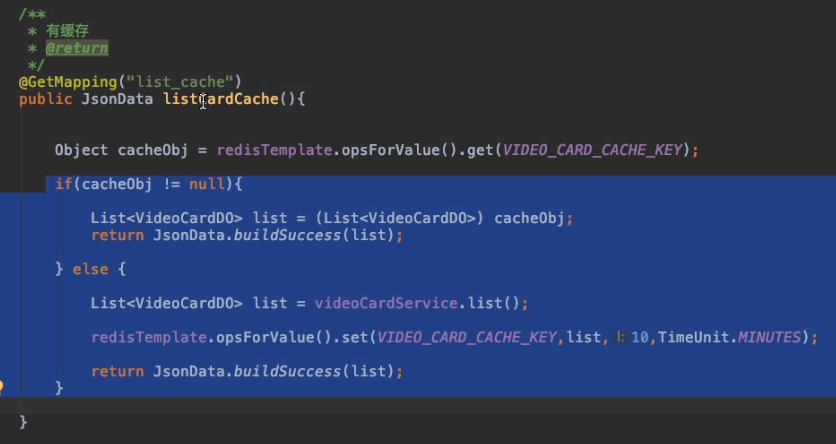 /**
 * 有缓存
 * @return
 */
@GetMapping("list_cache")
public JsonData listCardCache(){
Object cacheObj = redisTemplate.opsForValue().get(VIDEO_CARD_CACHE_KEY);
if(cacheObj != null){
List<VideoCardDO> list = (List<VideoCardDO>) cacheObj;
return JsonData.buildSuccess(list);
} else {
List<VideoCardDO> list = videoCardService.list();
redisTemplate.opsForValue().set(VIDEO_CARD_CACHE_KEY,list, l: 10,TimeUnit.MINUTES);
return JsonData.buildSuccess(list);
}
}